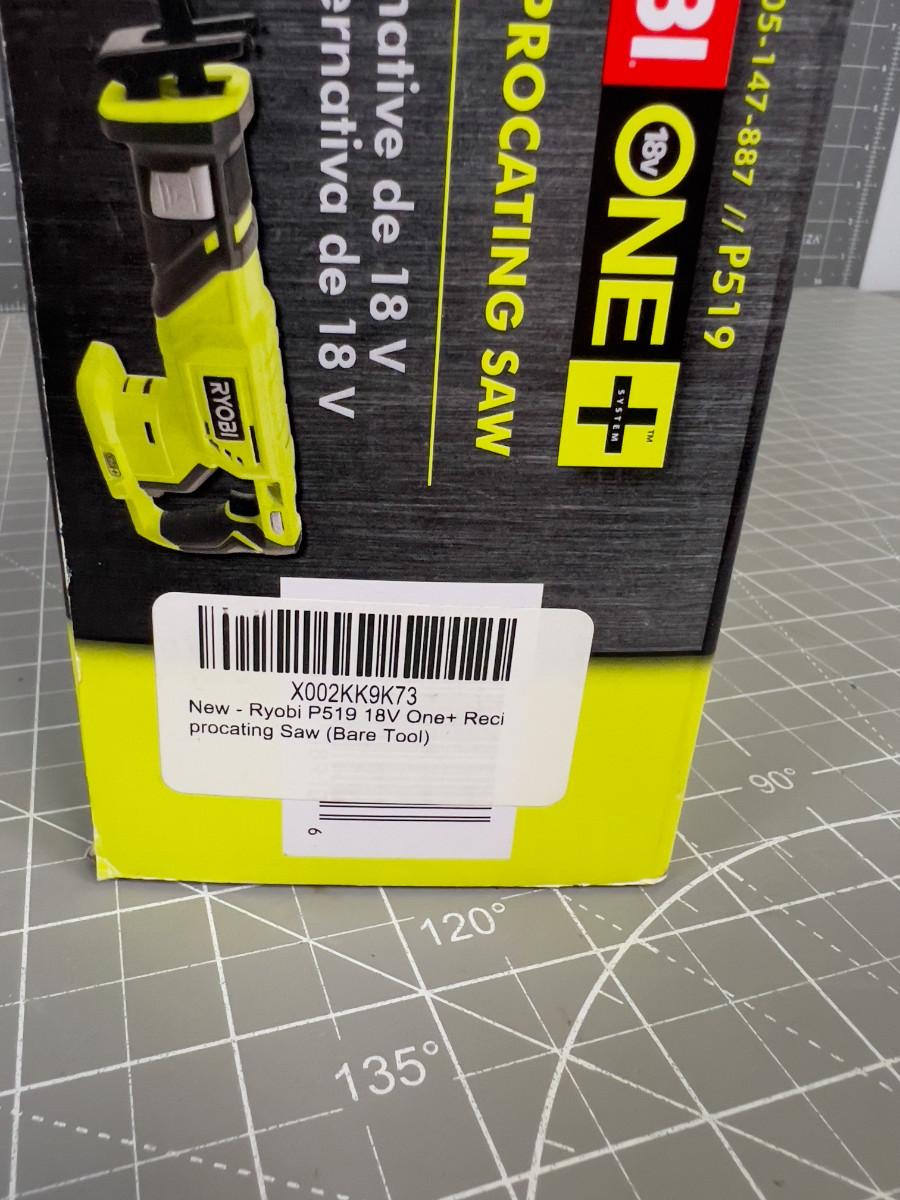 05-147-887 // P519
BI
18V
ONE
SYSTEM
TM
PROCATING SAW
native de 18 V
ernativa de 18 V
RYOBI
X002KK9K73
New - Ryobi P519 18V One+ Reci
procating Saw (Bare Tool)
6
90°
120°
135°